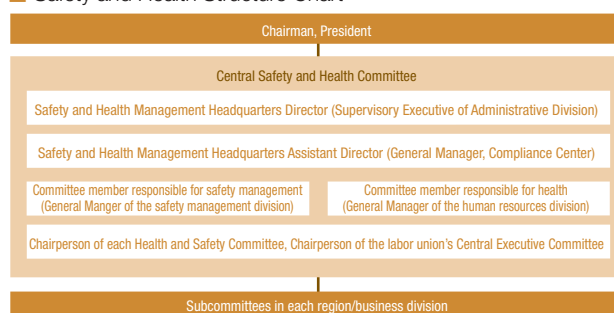 Safety and Health Structure Chart
Chairman, President
Central Safety and Health Committee
Safety and Health Management Headquarters Director (Supervisory Executive of Administrative Division)
Safety and Health Management Headquarters Assistant Director (General Manager, Compliance Center)
Committee member responsible for safety management
(General Manger of the safety management division)
Committee member responsible for health
(General Manager of the human resources division)
Chairperson of each Health and Safety Committee, Chairperson of the labor union's Central Executive Committee
Subcommittees in each region/business division